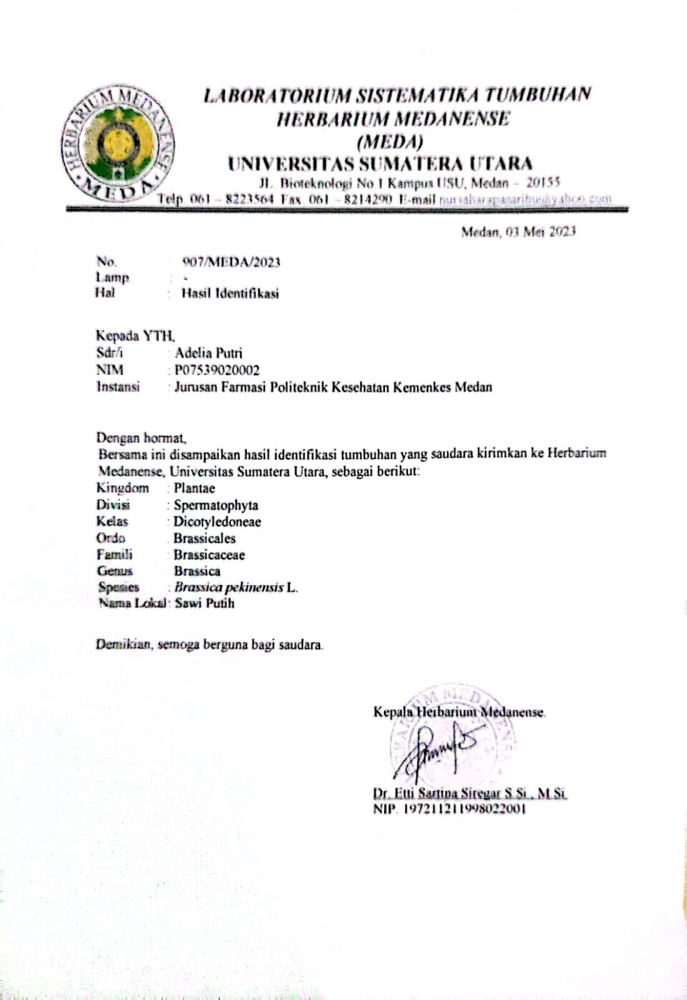 HERBARIUM MEDANENSE
MEDA
LABORATORIUM SISTEMATIKA TUMBUHAN
HERBARIUM MEDANENSE
(MEDA)
UNIVERSITAS SUMATERA UTARA
JL. Bioteknologi No.1 Kampus USU, Medan – 20155
Telp. 061 – 8223564 Fax. 061 – 8214290 E-mail nursaharapasaribu@yahoo.com
Medan, 03 Mei 2023
No. : 907/MEDA/2023
Lamp : -
Hal : Hasil Identifikasi
Kepada YTH,
Sdr/i : Adelia Putri
NIM : P07539020002
Instansi : Jurusan Farmasi Politeknik Kesehatan Kemenkes Medan
Dengan hormat,
Bersama ini disampaikan hasil identifikasi tumbuhan yang saudara kirimkan ke Herbarium
Medanense, Universitas Sumatera Utara, sebagai berikut:
Kingdom : Plantae
Divisi : Spermatophyta
Kelas : Dicotyledoneae
Ordo : Brassicales
Famili : Brassicaceae
Genus : Brassica
Spesies : Brassica pekinensis L.
Nama Lokal: Sawi Putih
Demikian, semoga berguna bagi saudara.
Kepala Herbarium Medanense.
Dr. Etti Sartina Siregar S.Si., M.Si.
NIP. 197211211998022001